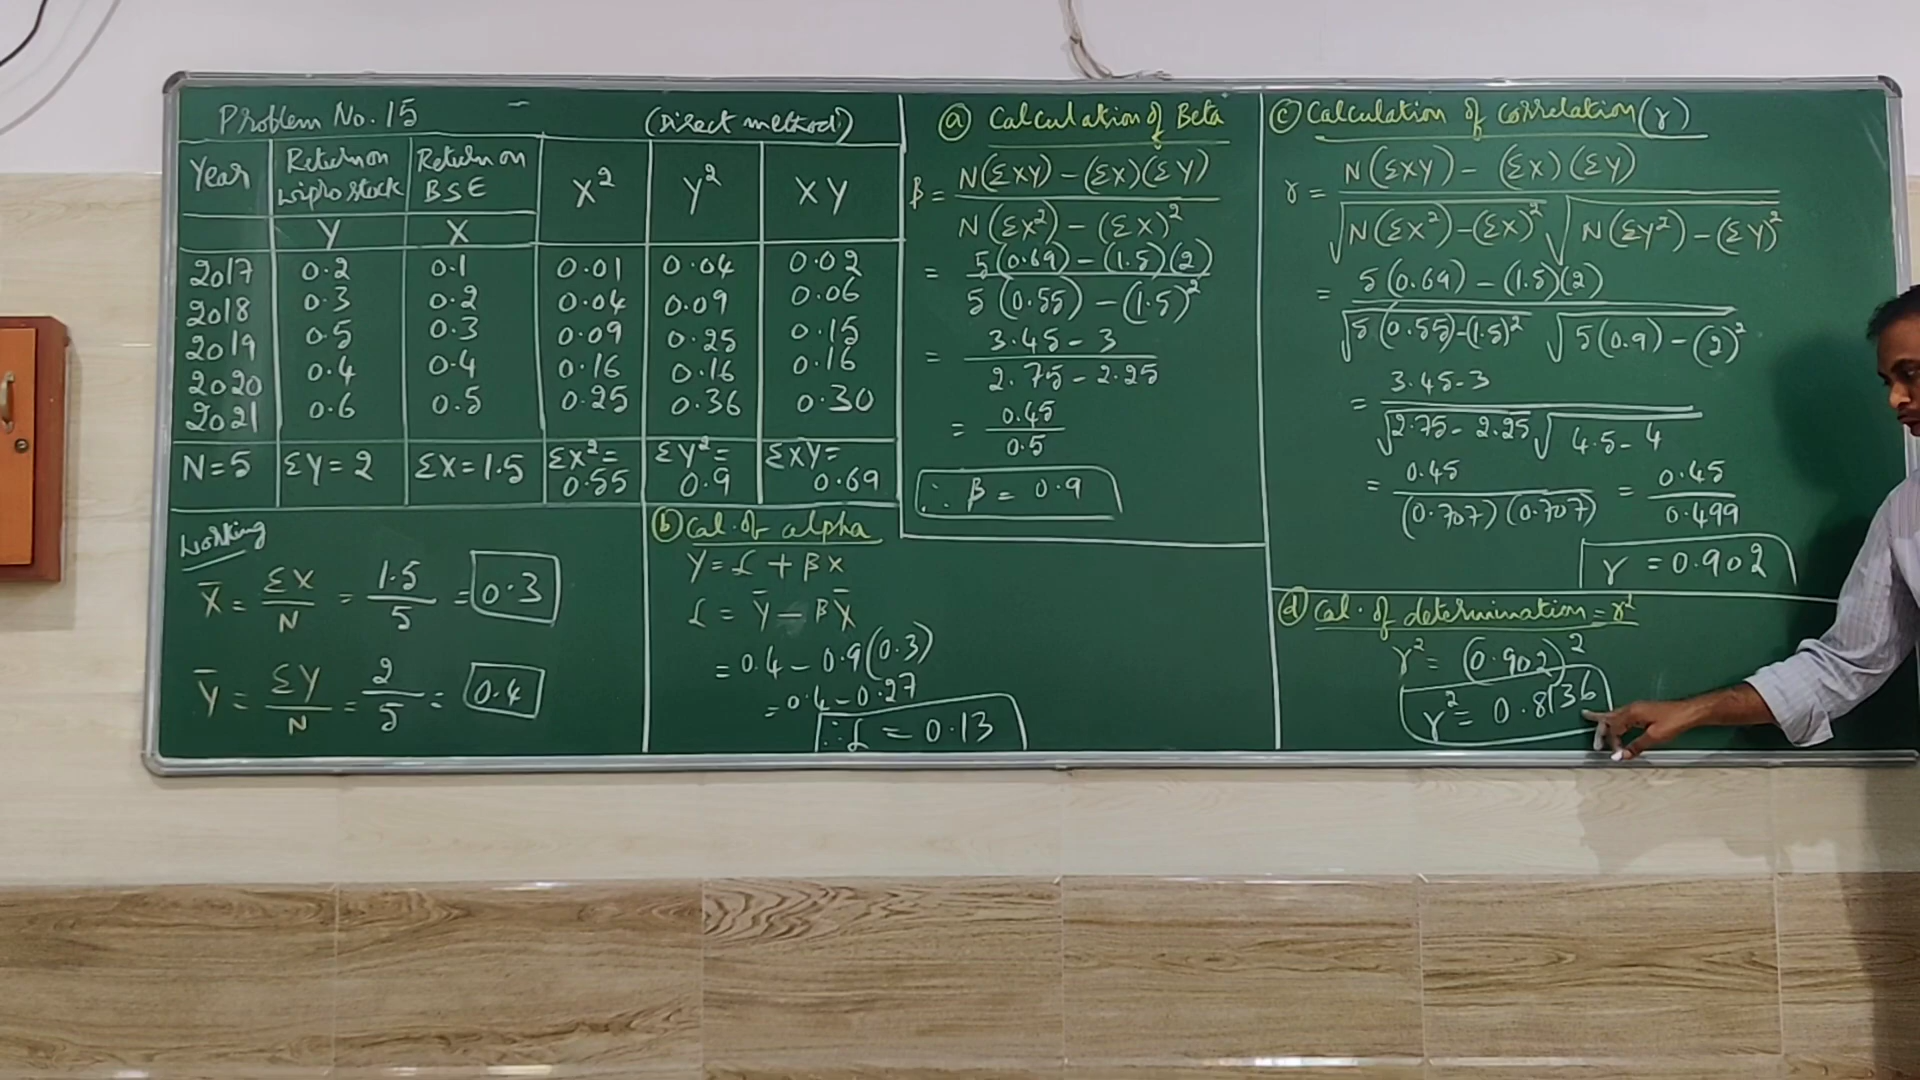 Problem No. 15 (Direct method)
Year Return on Wipro stock Return on BSE X² Y² XY
Y X
2017 0.2 0.1 0.01 0.04 0.02
2018 0.3 0.2 0.04 0.09 0.06
2019 0.5 0.3 0.09 0.25 0.15
2020 0.4 0.4 0.16 0.16 0.16
2021 0.6 0.5 0.25 0.36 0.30
N=5 ΣY=2 ΣX=1.5 ΣX²=0.55 ΣY²=0.9 ΣXY=0.69
Working
X̄ = ΣX/N = 1.5/5 = 0.3
Ȳ = ΣY/N = 2/5 = 0.4
ⓐ Calculation of Beta
β = N(ΣXY) - (ΣX)(ΣY) / N(ΣX²) - (ΣX)²
= 5(0.69) - (1.5)(2) / 5(0.55) - (1.5)²
= 3.45 - 3 / 2.75 - 2.25
= 0.45 / 0.5
∴ β = 0.9
ⓑ Cal. of alpha
Y = £ + βX
£ = Ȳ - βX̄
= 0.4 - 0.9(0.3)
= 0.4 - 0.27
∴ £ = 0.13
ⓒ Calculation of correlation (r)
r = N(ΣXY) - (ΣX)(ΣY) / √N(ΣX²)-(ΣX)² √N(ΣY²)-(ΣY)²
= 5(0.69) - (1.5)(2) / √5(0.55)-(1.5)² √5(0.9)-(2)²
= 3.45-3 / √2.75-2.25 √4.5-4
= 0.45 / (0.707)(0.707) = 0.45 / 0.499
r = 0.902
ⓓ Cal. of determination = r²
r² = (0.902)²
r² = 0.8136